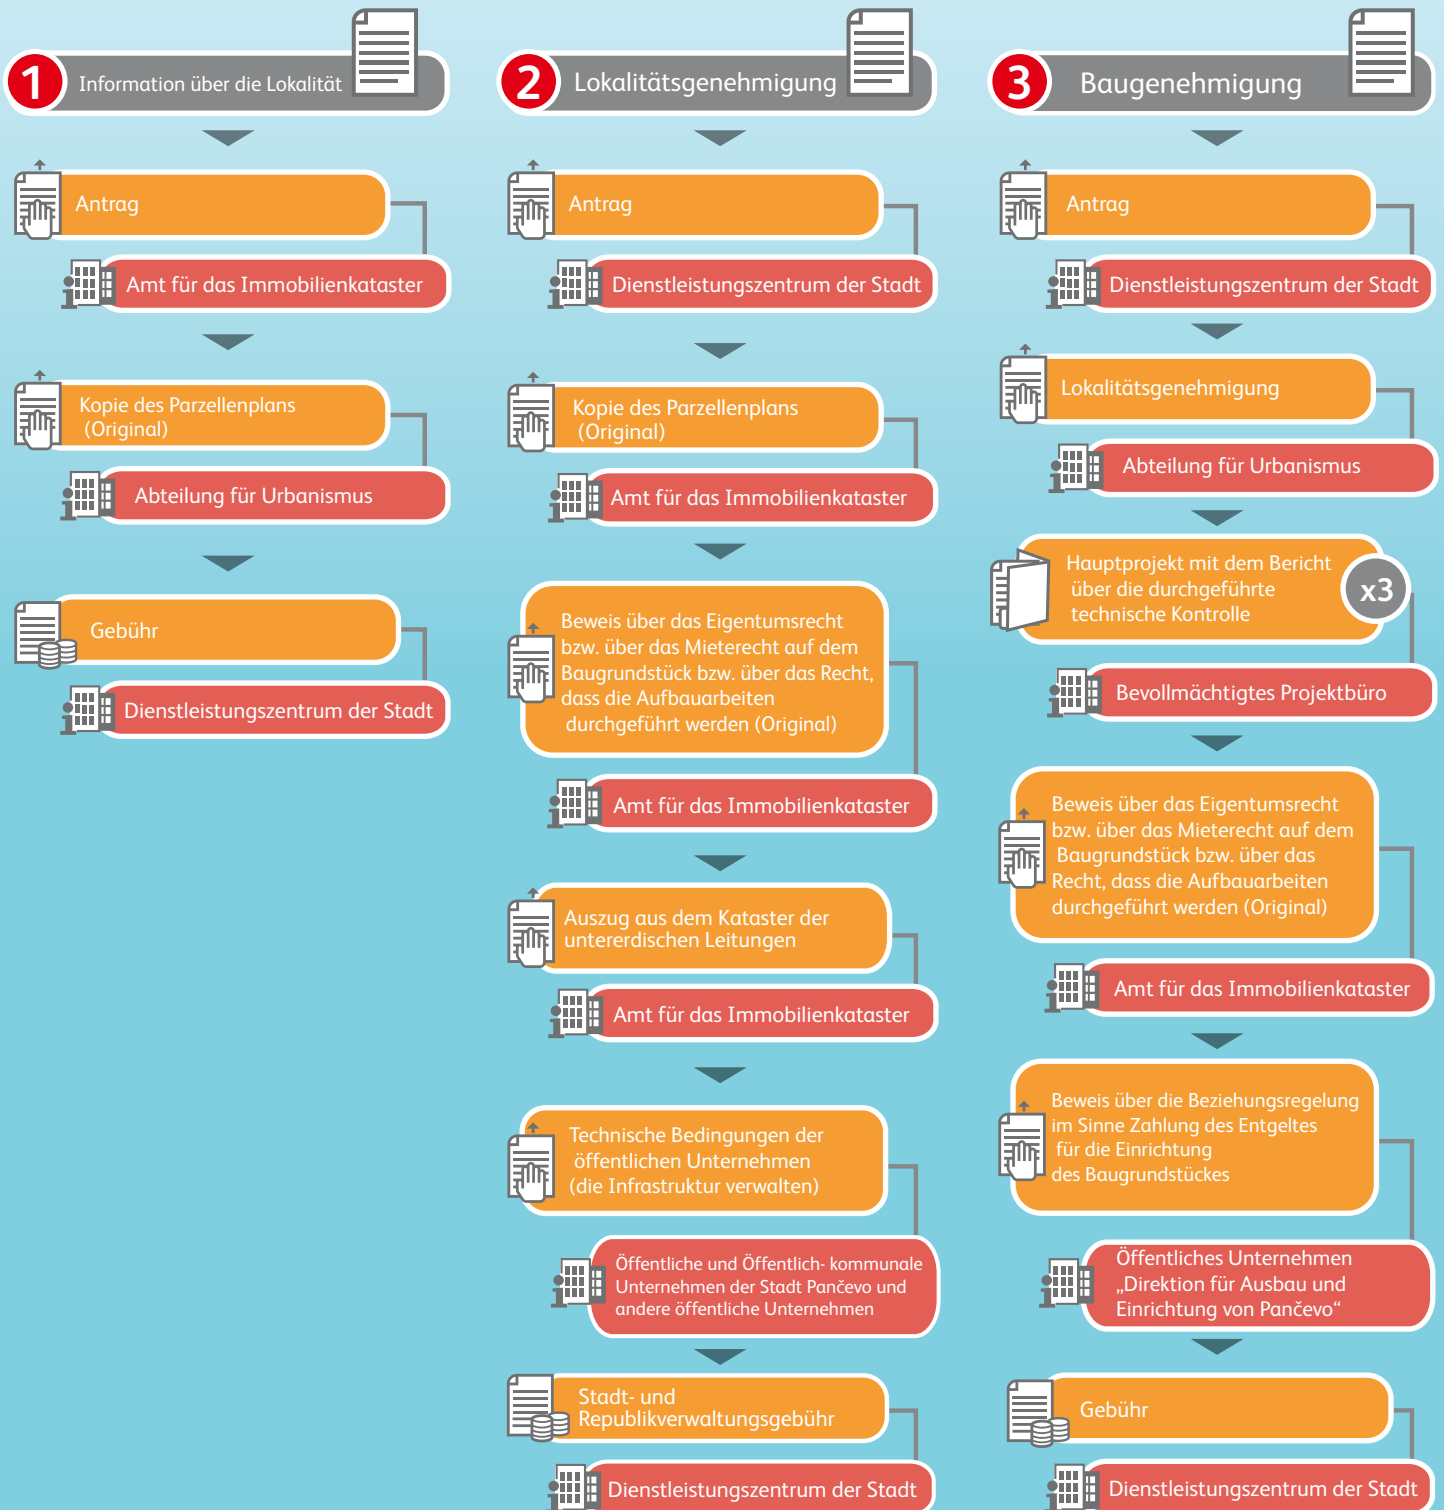 1
Information über die Lokalität
Antrag
Amt für das Immobilienkataster
Kopie des Parzellenplans
(Original)
Abteilung für Urbanismus
Gebühr
Dienstleistungszentrum der Stadt
2
Lokalitätsgenehmigung
Antrag
Dienstleistungszentrum der Stadt
Kopie des Parzellenplans
(Original)
Amt für das Immobilienkataster
Beweis über das Eigentumsrecht
bzw. über das Mieterecht auf dem
Baugrundstück bzw. über das Recht,
dass die Aufbauarbeiten
durchgeführt werden (Original)
Amt für das Immobilienkataster
Auszug aus dem Kataster der
untererdischen Leitungen
Amt für das Immobilienkataster
Technische Bedingungen der
öffentlichen Unternehmen
(die Infrastruktur verwalten)
Öffentliche und Öffentlich- kommunale
Unternehmen der Stadt Pančevo und
andere öffentliche Unternehmen
Stadt- und
Republikverwaltungsgebühr
Dienstleistungszentrum der Stadt
3
Baugenehmigung
Antrag
Dienstleistungszentrum der Stadt
Lokalitätsgenehmigung
Abteilung für Urbanismus
Hauptprojekt mit dem Bericht
über die durchgeführte
technische Kontrolle
x3
Bevollmächtigtes Projektbüro
Beweis über das Eigentumsrecht
bzw. über das Mieterecht auf dem
Baugrundstück bzw. über das
Recht, dass die Aufbauarbeiten
durchgeführt werden (Original)
Amt für das Immobilienkataster
Beweis über die Beziehungsregelung
im Sinne Zahlung des Entgeltes
für die Einrichtung
des Baugrundstückes
Öffentliches Unternehmen
„Direktion für Ausbau und
Einrichtung von Pančevo“
Gebühr
Dienstleistungszentrum der Stadt